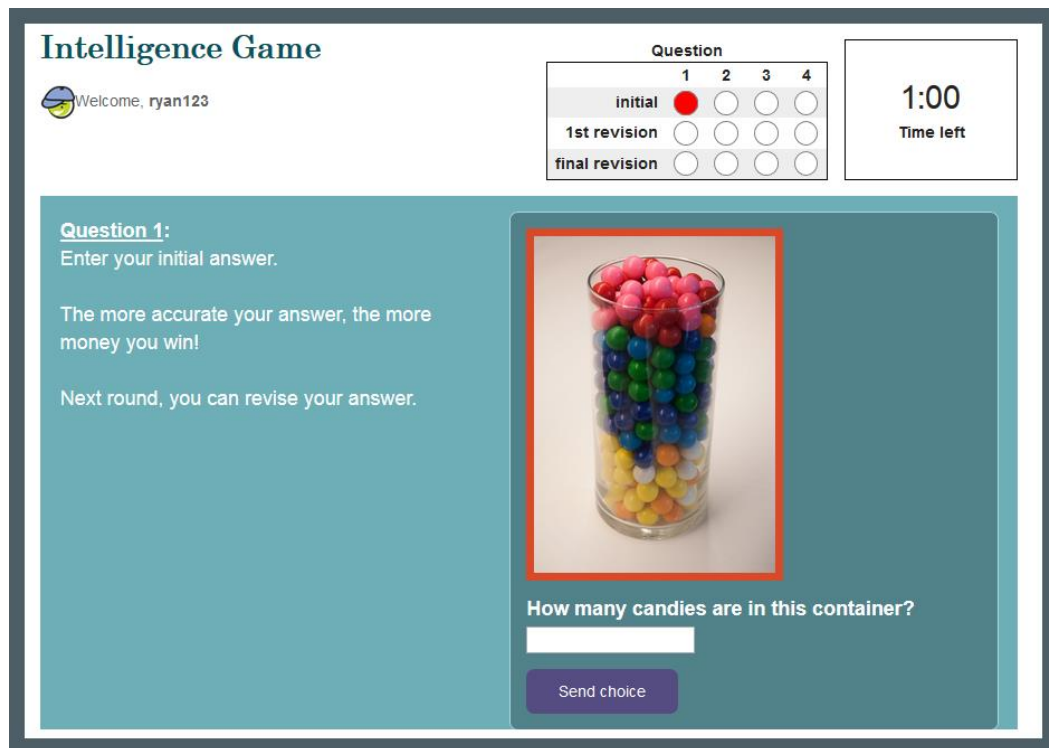 Intelligence Game
Welcome, ryan123
Question
1 2 3 4
initial
1st revision
final revision
1:00
Time left
Question 1:
Enter your initial answer.
The more accurate your answer, the more
money you win!
Next round, you can revise your answer.
How many candies are in this container?
Send choice